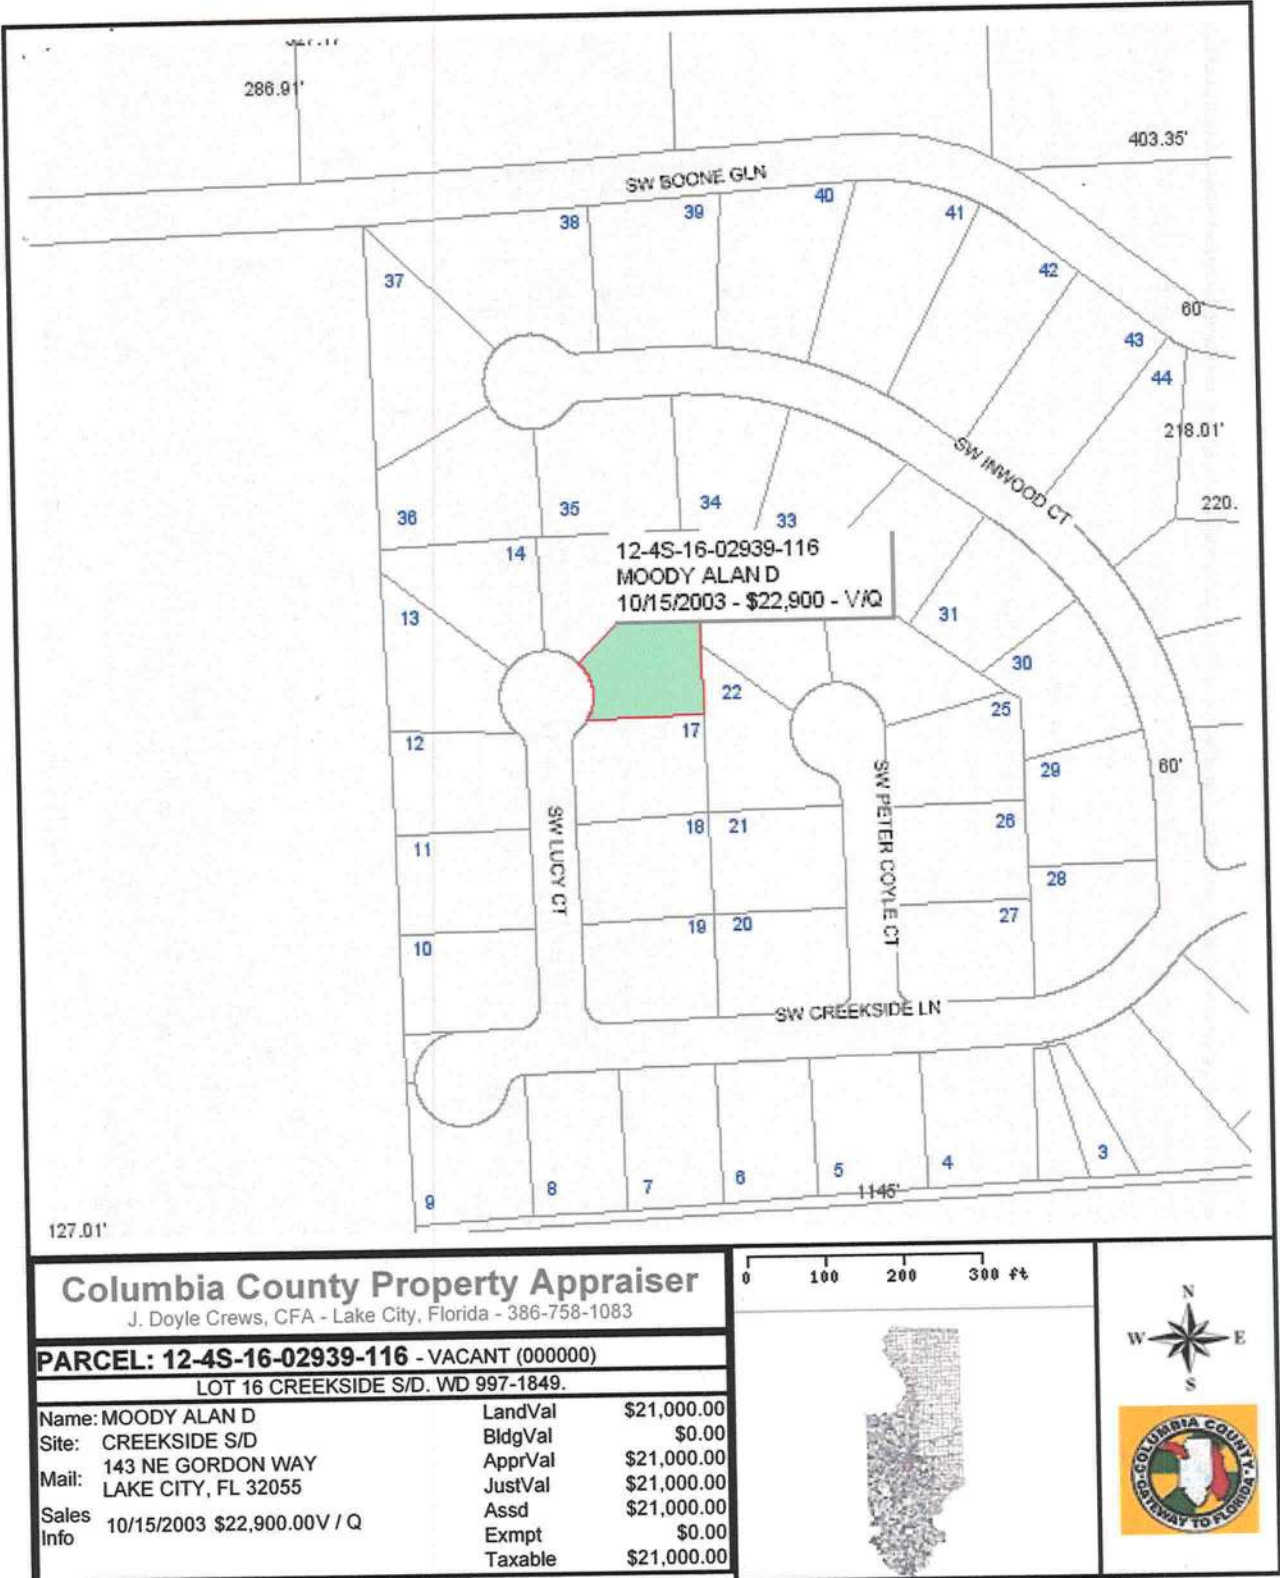 286.91'
403.35'
SW BOONE GLN
40
39
41
38
42
37
60'
43
44
218.01'
SW INWOOD CT
220.
34
35
36
33
14
12-4S-16-02939-116
MOODY ALAN D
10/15/2003 - $22,900 - V/Q
13
31
30
22
25
17
12
29
60'
SW PETER COYLE CT
SW LUCY CT
18
21
26
11
28
27
19
20
10
SW CREEKSIDE LN
3
4
5
6
7
8
9
1145'
127.01'
Columbia County Property Appraiser
J. Doyle Crews, CFA - Lake City, Florida - 386-758-1083
PARCEL: 12-4S-16-02939-116 - VACANT (000000)
LOT 16 CREEKSIDE S/D. WD 997-1849.
Name: MOODY ALAN D
Site: CREEKSIDE S/D
Mail: 143 NE GORDON WAY
LAKE CITY, FL 32055
Sales Info 10/15/2003 $22,900.00V / Q
LandVal $21,000.00
BldgVal $0.00
ApprVal $21,000.00
JustVal $21,000.00
Assd $21,000.00
Exmpt $0.00
Taxable $21,000.00
0 100 200 300 ft
N
W E
S
COLUMBIA COUNTY
GATEWAY TO FLORIDA